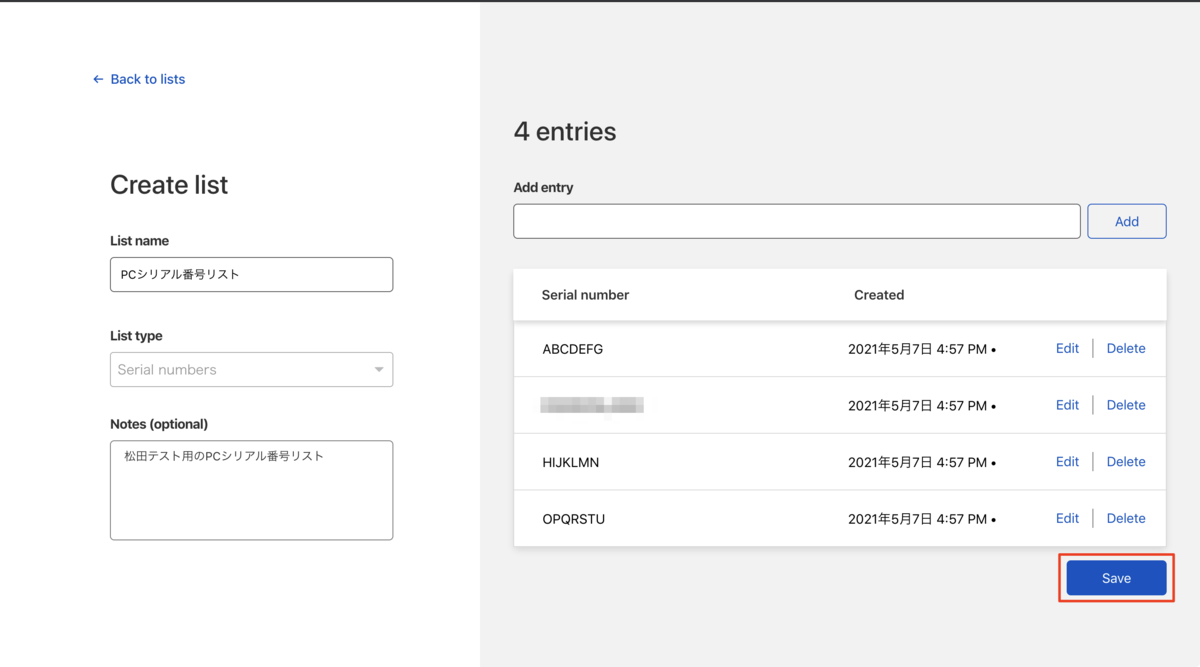 ← Back to lists
Create list
List name
PCシリアル番号リスト
List type
Serial numbers
Notes (optional)
松田テスト用のPCシリアル番号リスト
4 entries
Add entry
Add
Serial number Created
ABCDEFG 2021年5月7日 4:57 PM • Edit Delete
2021年5月7日 4:57 PM • Edit Delete
HIJKLMN 2021年5月7日 4:57 PM • Edit Delete
OPQRSTU 2021年5月7日 4:57 PM • Edit Delete
Save